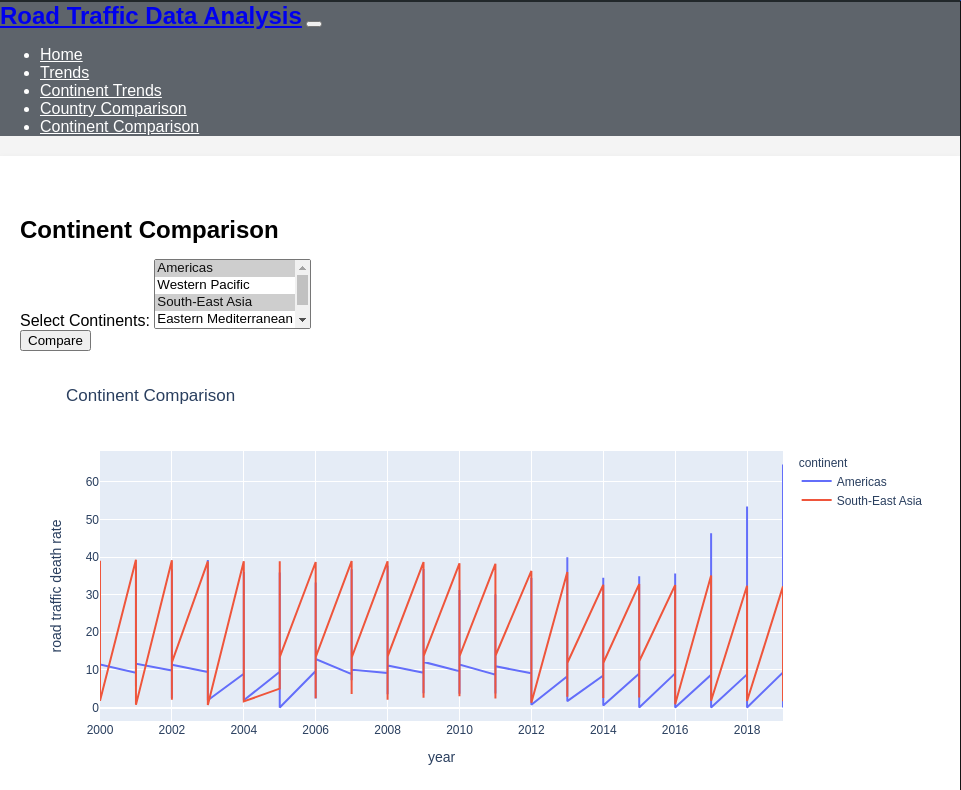 Road Traffic Data Analysis
Home
Trends
Continent Trends
Country Comparison
Continent Comparison
Continent Comparison
Americas
Western Pacific
South-East Asia
Select Continents: Eastern Mediterranean
Compare
Continent Comparison
continent
Americas
South-East Asia
road traffic death rate
60
50
40
30
20
10
0
2000 2002 2004 2006 2008 2010 2012 2014 2016 2018
year